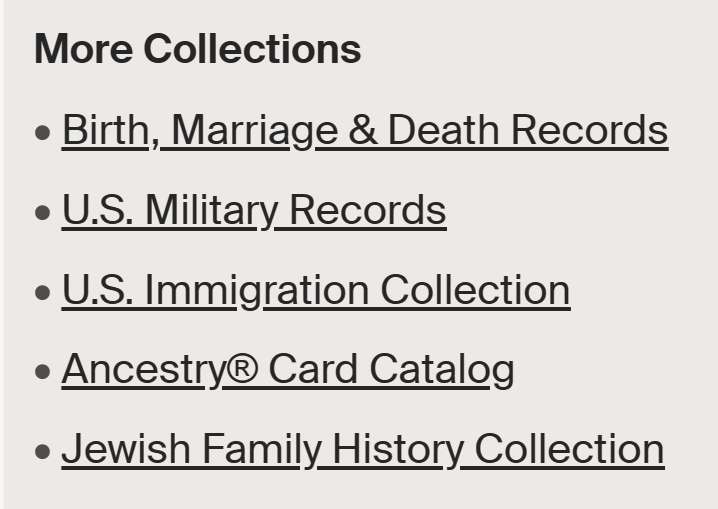 More Collections
• Birth, Marriage & Death Records
• U.S. Military Records
• U.S. Immigration Collection
• Ancestry® Card Catalog
• Jewish Family History Collection